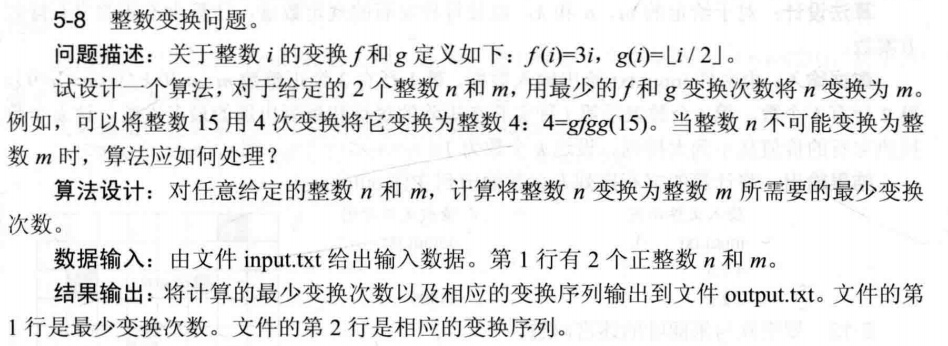 5-8 整数变换问题。
问题描述：关于整数 i 的变换 f 和 g 定义如下：f(i)=3i，g(i)=⌊i / 2⌋。
试设计一个算法，对于给定的 2 个整数 n 和 m，用最少的 f 和 g 变换次数将 n 变换为 m。
例如，可以将整数 15 用 4 次变换将它变换为整数 4：4=gfgg(15)。当整数 n 不可能变换为整
数 m 时，算法应如何处理？
算法设计：对任意给定的整数 n 和 m，计算将整数 n 变换为整数 m 所需要的最少变换
次数。
数据输入：由文件 input.txt 给出输入数据。第 1 行有 2 个正整数 n 和 m。
结果输出：将计算的最少变换次数以及相应的变换序列输出到文件 output.txt。文件的第
1 行是最少变换次数。文件的第 2 行是相应的变换序列。